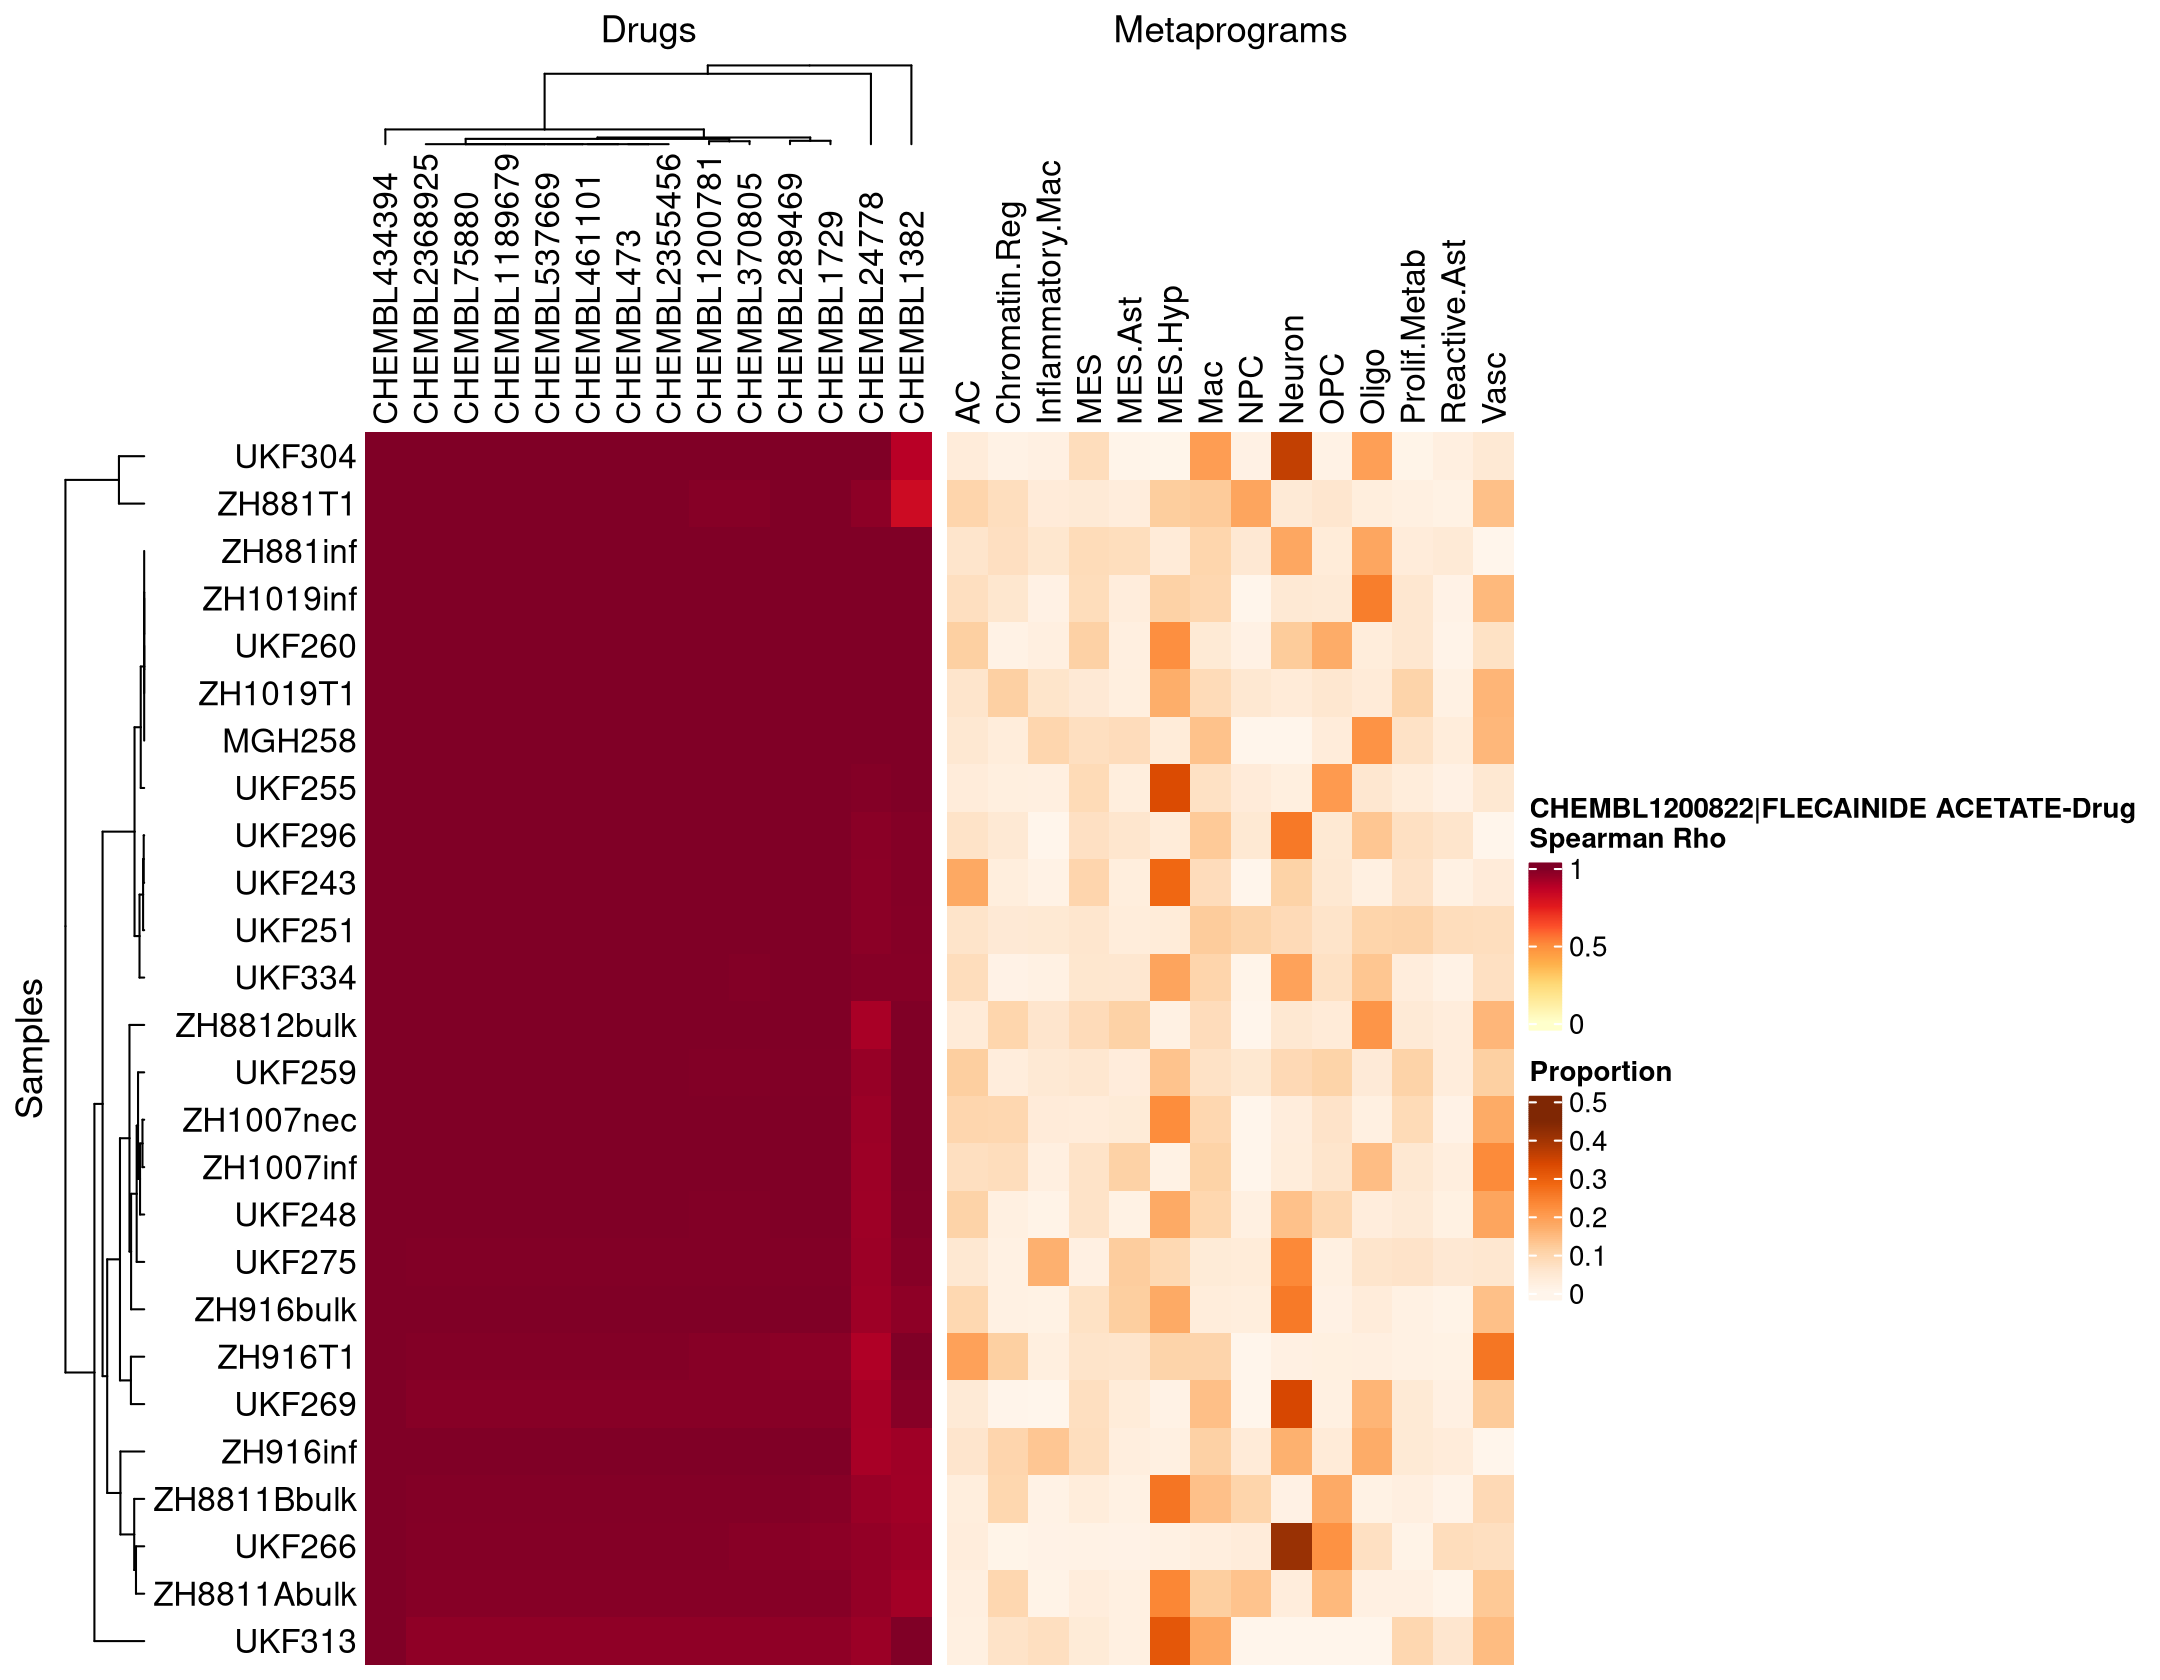 Drugs
Metaprograms
CHEMBL434394
CHEMBL2368925
CHEMBL75880
CHEMBL1189679
CHEMBL537669
CHEMBL461101
CHEMBL473
CHEMBL2355456
CHEMBL1200781
CHEMBL370805
CHEMBL289469
CHEMBL1729
CHEMBL24778
CHEMBL1382
AC
Chromatin.Reg
Inflammatory.Mac
MES
MES.Ast
MES.Hyp
Mac
NPC
Neuron
OPC
Oligo
Prolif.Metab
Reactive.Ast
Vasc
Samples
UKF304
ZH881T1
ZH881inf
ZH1019inf
UKF260
ZH1019T1
MGH258
UKF255
UKF296
UKF243
UKF251
UKF334
ZH8812bulk
UKF259
ZH1007nec
ZH1007inf
UKF248
UKF275
ZH916bulk
ZH916T1
UKF269
ZH916inf
ZH8811Bbulk
UKF266
ZH8811Abulk
UKF313
CHEMBL1200822|FLECAINIDE ACETATE-Drug
Spearman Rho
1
0.5
0
Proportion
0.5
0.4
0.3
0.2
0.1
0